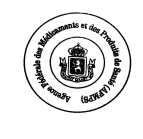 Agence Fédérale des Médicaments et des Produits de Santé (AFMPS)